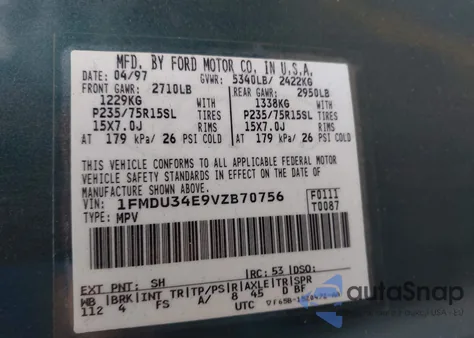 MFD. BY FORD MOTOR CO. IN U.S.A.
DATE: 04/97 GVWR: 5340LB/ 2422KG
FRONT GAWR: 2710LB REAR GAWR: 2950LB
1229KG WITH 1338KG WITH
P235/75R15SL TIRES P235/75R15SL TIRES
15X7.0J RIMS 15X7.0J RIMS
AT 179 kPa/ 26 PSI COLD AT 179 kPa/ 26 PSI COLD
THIS VEHICLE CONFORMS TO ALL APPLICABLE FEDERAL MOTOR
VEHICLE SAFETY STANDARDS IN EFFECT ON THE DATE OF
MANUFACTURE SHOWN ABOVE.
VIN: 1FMDU34E9VZB70756 F0111
TYPE: MPV T0087
EXT PNT: SH RC: 53 DSO:
WB BRK INT TR TP/PS R AXLE TR SPR
112 4 FS A/ 8 45 D BF
UTC
autoSnap